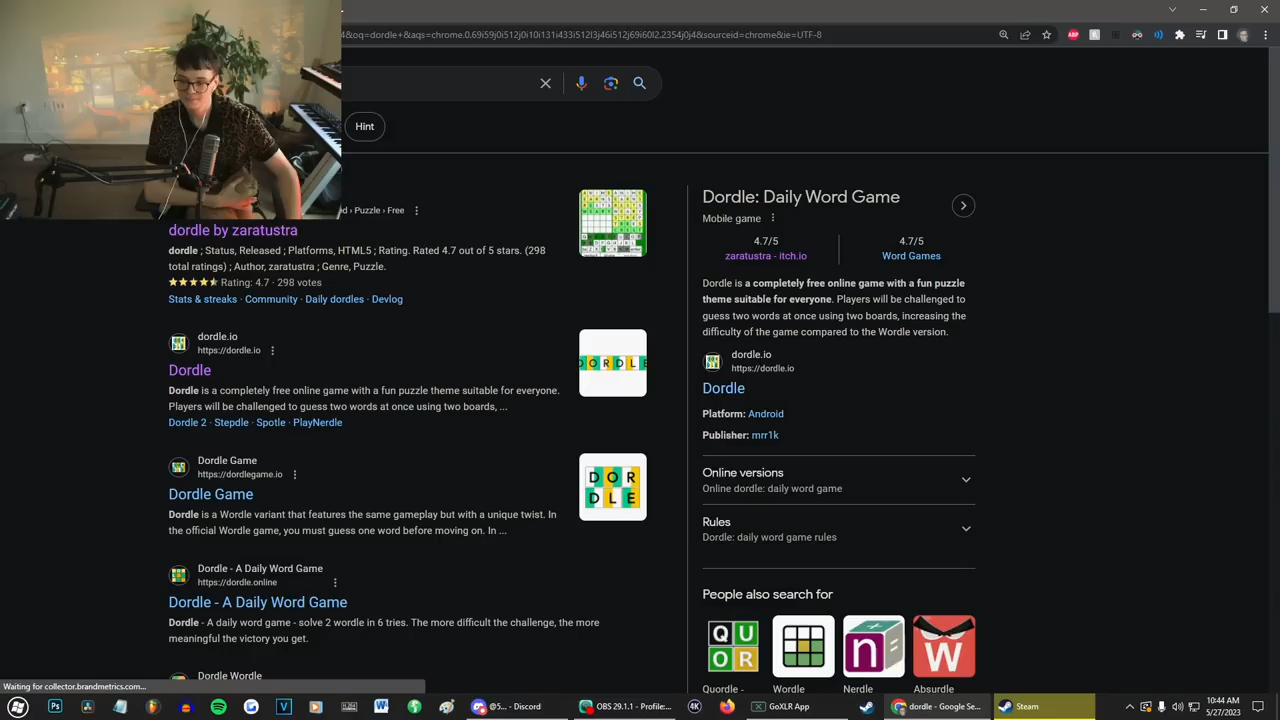 4&oq=dordle+&aqs=chrome.0.69i59j0i512j0i10i131i433i512l3j46i512j69i60l2.2354j0j4&sourceid=chrome&ie=UTF-8
Hint
d › Puzzle › Free
dordle by zaratustra
dordle ; Status, Released ; Platforms, HTML5 ; Rating. Rated 4.7 out of 5 stars. (298
total ratings) ; Author, zaratustra ; Genre, Puzzle.
Rating: 4.7 · 298 votes
Stats & streaks · Community · Daily dordles · Devlog
dordle.io
https://dordle.io
Dordle
Dordle is a completely free online game with a fun puzzle theme suitable for everyone.
Players will be challenged to guess two words at once using two boards, ...
Dordle 2 · Stepdle · Spotle · PlayNerdle
DORDLE
Dordle Game
https://dordlegame.io
Dordle Game
Dordle is a Wordle variant that features the same gameplay but with a unique twist. In
the official Wordle game, you must guess one word before moving on. In ...
DOR
DLE
Dordle - A Daily Word Game
https://dordle.online
Dordle - A Daily Word Game
Dordle - A daily word game - solve 2 wordle in 6 tries. The more difficult the challenge, the more
meaningful the victory you get.
Dordle Wordle
Dordle: Daily Word Game
Mobile game
4.7/5
zaratustra - itch.io
4.7/5
Word Games
Dordle is a completely free online game with a fun puzzle
theme suitable for everyone. Players will be challenged to
guess two words at once using two boards, increasing the
difficulty of the game compared to the Wordle version.
dordle.io
https://dordle.io
Dordle
Platform: Android
Publisher: mrr1k
Online versions
Online dordle: daily word game
Rules
Dordle: daily word game rules
People also search for
QU
OR
n
W
Quordle -
Wordle
Nerdle
Absurdle
Waiting for collector.brandmetrics.com...
@5... - Discord
OBS 29.1.1 - Profile:...
GoXLR App
dordle - Google Se...
Steam
10:44 AM
5/27/2023